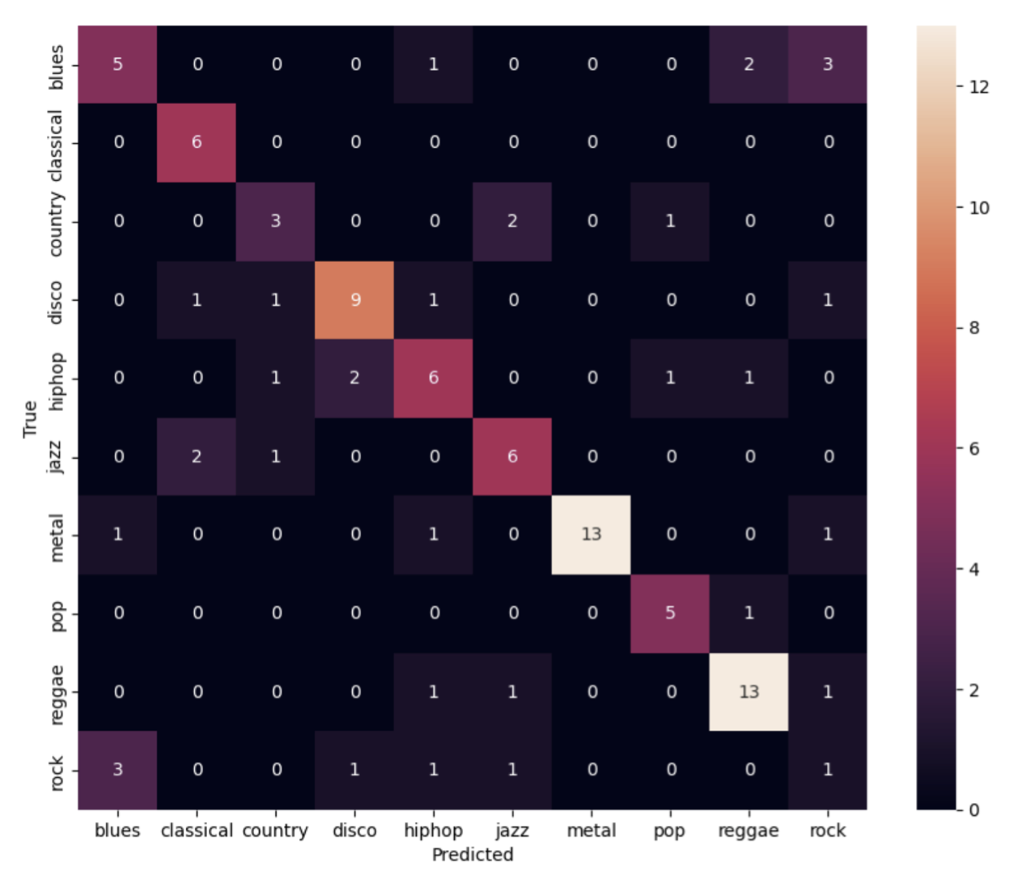 True
blues 5 0 0 0 1 0 0 0 2 3
classical 0 6 0 0 0 0 0 0 0 0
country 0 0 3 0 0 2 0 1 0 0
disco 0 1 1 9 1 0 0 0 0 1
hiphop 0 0 1 2 6 0 0 1 1 0
jazz 0 2 1 0 0 6 0 0 0 0
metal 1 0 0 0 1 0 13 0 0 1
pop 0 0 0 0 0 0 0 5 1 0
reggae 0 0 0 0 1 1 0 0 13 1
rock 3 0 0 1 1 1 0 0 0 1
blues classical country disco hiphop jazz metal pop reggae rock
Predicted
12
10
8
6
4
2
0